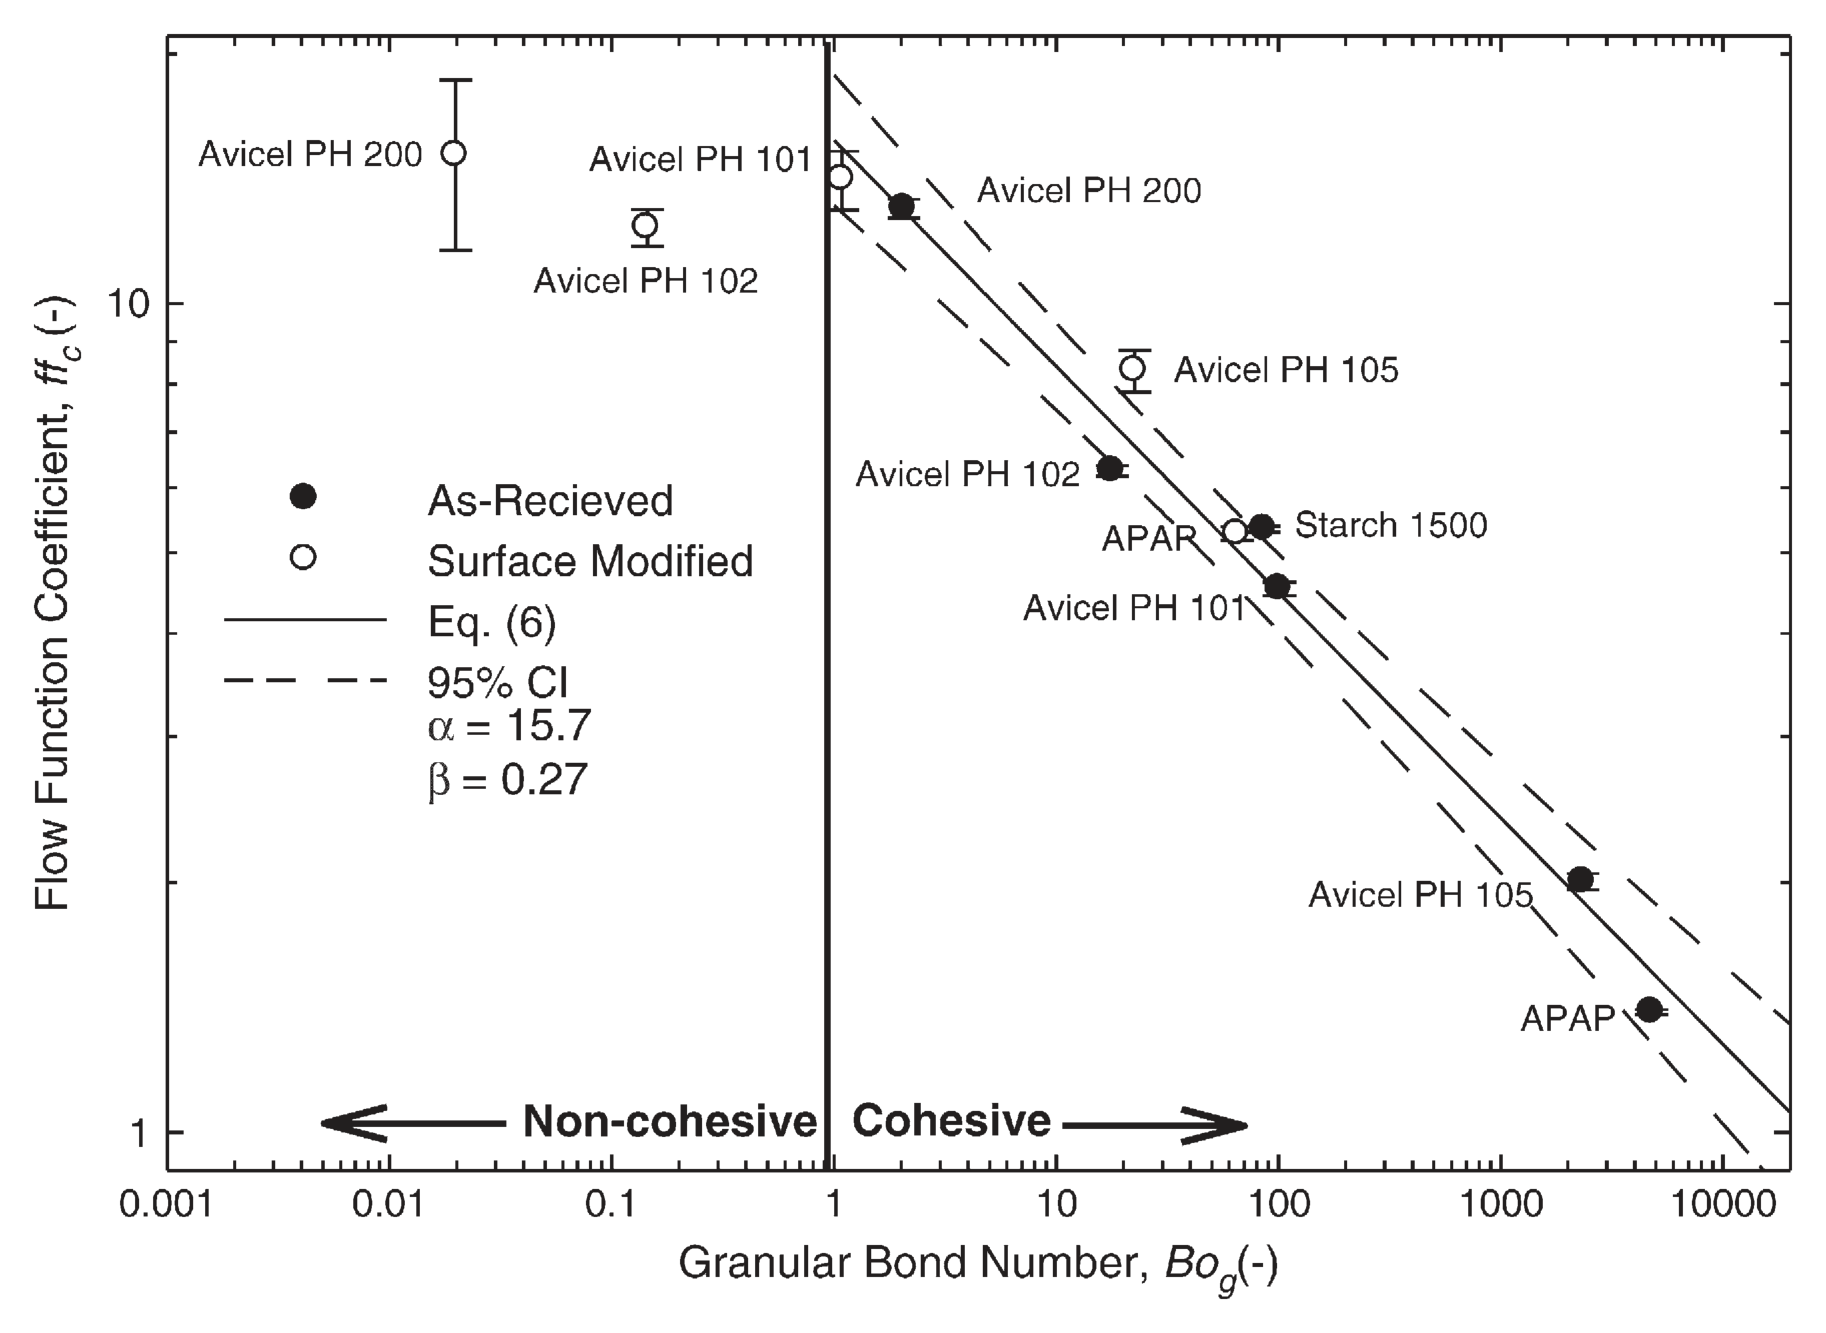 Avicel PH 200
Avicel PH 101
Avicel PH 200
Avicel PH 102
10
Avicel PH 105
Avicel PH 102
As-Recieved
Starch 1500
APAP
Surface Modified
Avicel PH 101
Eq. (6)
95% CI
α = 15.7
β = 0.27
Avicel PH 105
APAP
Non-cohesive
Cohesive
1
0.001 0.01 0.1 1 10 100 1000 10000
Granular Bond Number, Bog(-)
Flow Function Coefficient, ffc (-)